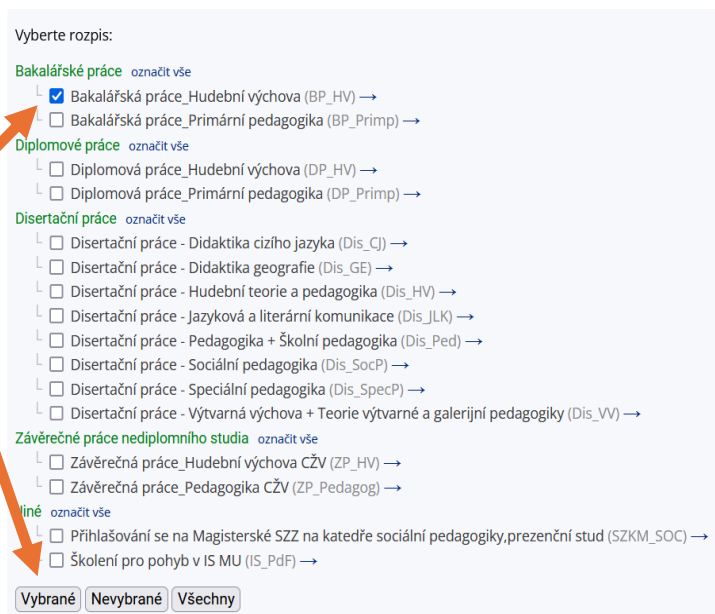 Vyberte rozpis:
Bakalářské práce označit vše
Bakalářská práce_Hudební výchova (BP_HV) →
Bakalářská práce_Primární pedagogika (BP_Primp) →
Diplomové práce označit vše
Diplomová práce_Hudební výchova (DP_HV) →
Diplomová práce_Primární pedagogika (DP_Primp) →
Disertační práce označit vše
Disertační práce - Didaktika cizího jazyka (Dis_CJ) →
Disertační práce - Didaktika geografie (Dis_GE) →
Disertační práce - Hudební teorie a pedagogika (Dis_HV) →
Disertační práce - Jazyková a literární komunikace (Dis_JLK) →
Disertační práce - Pedagogika + Školní pedagogika (Dis_Ped) →
Disertační práce - Sociální pedagogika (Dis_SocP) →
Disertační práce - Speciální pedagogika (Dis_SpecP) →
Disertační práce - Výtvarná výchova + Teorie výtvarné a galerijní pedagogiky (Dis_VV) →
Závěrečné práce nediplomního studia označit vše
Závěrečná práce_Hudební výchova CŽV (ZP_HV) →
Závěrečná práce_Pedagogika CŽV (ZP_Pedagog) →
Jiné označit vše
Přihlašování se na Magisterské SZZ na katedře sociální pedagogiky,prezenční stud (SZKM_SOC) →
Školení pro pohyb v IS MU (IS_PdF) →
Vybrané Nevybrané Všechny